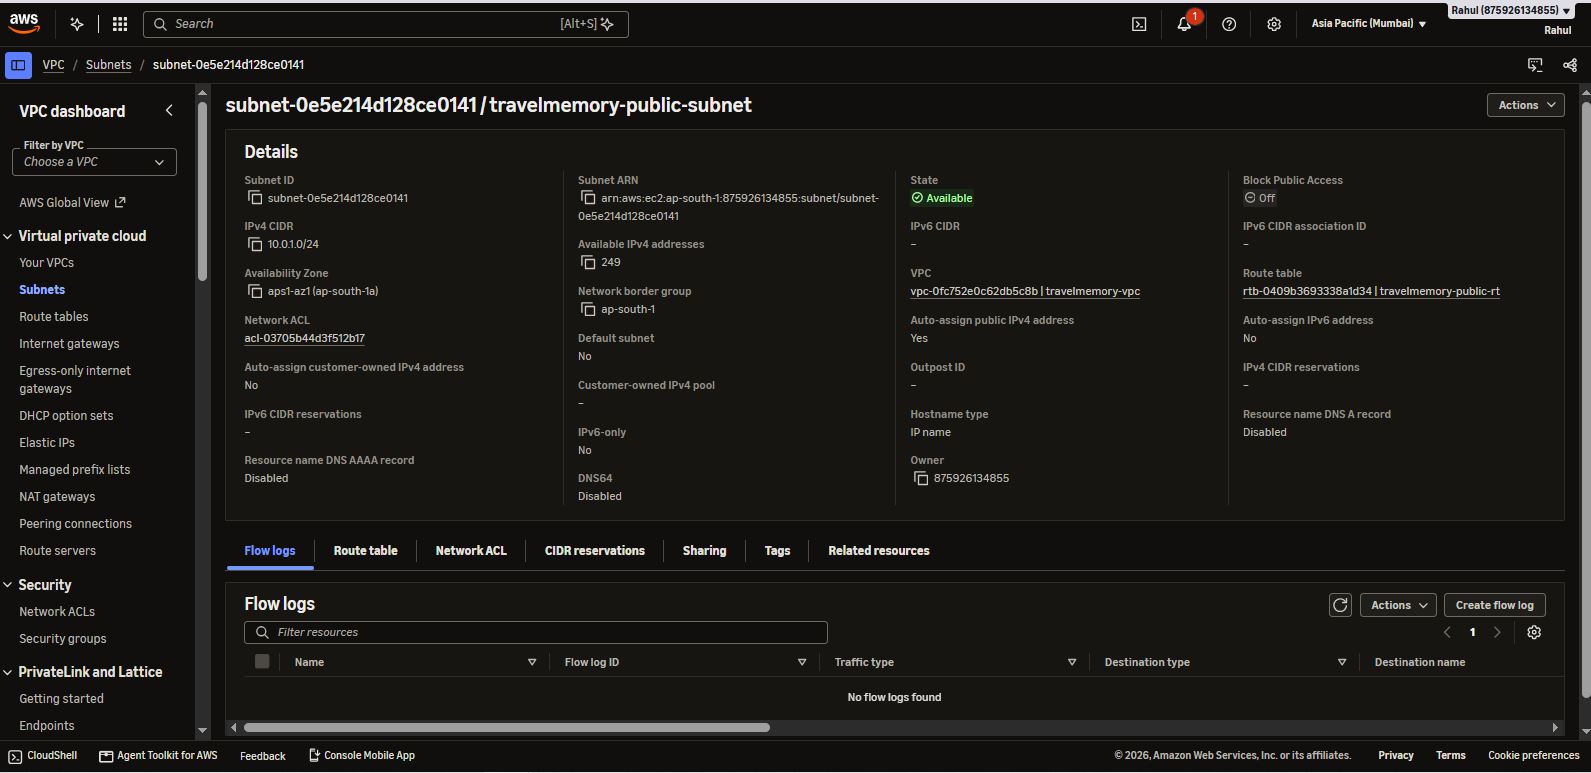 aws
Search
[Alt+S]
1
Asia Pacific (Mumbai)
Rahul (875926134855)
Rahul
VPC / Subnets / subnet-0e5e214d128ce0141
VPC dashboard
Filter by VPC
Choose a VPC
AWS Global View
Virtual private cloud
Your VPCs
Subnets
Route tables
Internet gateways
Egress-only internet
gateways
DHCP option sets
Elastic IPs
Managed prefix lists
NAT gateways
Peering connections
Route servers
Security
Network ACLs
Security groups
PrivateLink and Lattice
Getting started
Endpoints
subnet-0e5e214d128ce0141 / travelmemory-public-subnet
Actions
Details
Subnet ID
subnet-0e5e214d128ce0141
IPv4 CIDR
10.0.1.0/24
Availability Zone
aps1-az1 (ap-south-1a)
Network ACL
acl-03705b44d3f512b17
Auto-assign customer-owned IPv4 address
No
IPv6 CIDR reservations
–
Resource name DNS AAAA record
Disabled
Subnet ARN
arn:aws:ec2:ap-south-1:875926134855:subnet/subnet-
0e5e214d128ce0141
Available IPv4 addresses
249
Network border group
ap-south-1
Default subnet
No
Customer-owned IPv4 pool
–
IPv6-only
No
DNS64
Disabled
State
Available
IPv6 CIDR
–
VPC
vpc-0fc752e0c62db5c8b | travelmemory-vpc
Auto-assign public IPv4 address
Yes
Outpost ID
–
Hostname type
IP name
Owner
875926134855
Block Public Access
Off
IPv6 CIDR association ID
–
Route table
rtb-0409b3693338a1d34 | travelmemory-public-rt
Auto-assign IPv6 address
No
IPv4 CIDR reservations
–
Resource name DNS A record
Disabled
Flow logs
Route table
Network ACL
CIDR reservations
Sharing
Tags
Related resources
Flow logs
Actions
Create flow log
Filter resources
1
Name
Flow log ID
Traffic type
Destination type
Destination name
No flow logs found
CloudShell
Agent Toolkit for AWS
Feedback
Console Mobile App
© 2026, Amazon Web Services, Inc. or its affiliates.
Privacy
Terms
Cookie preferences